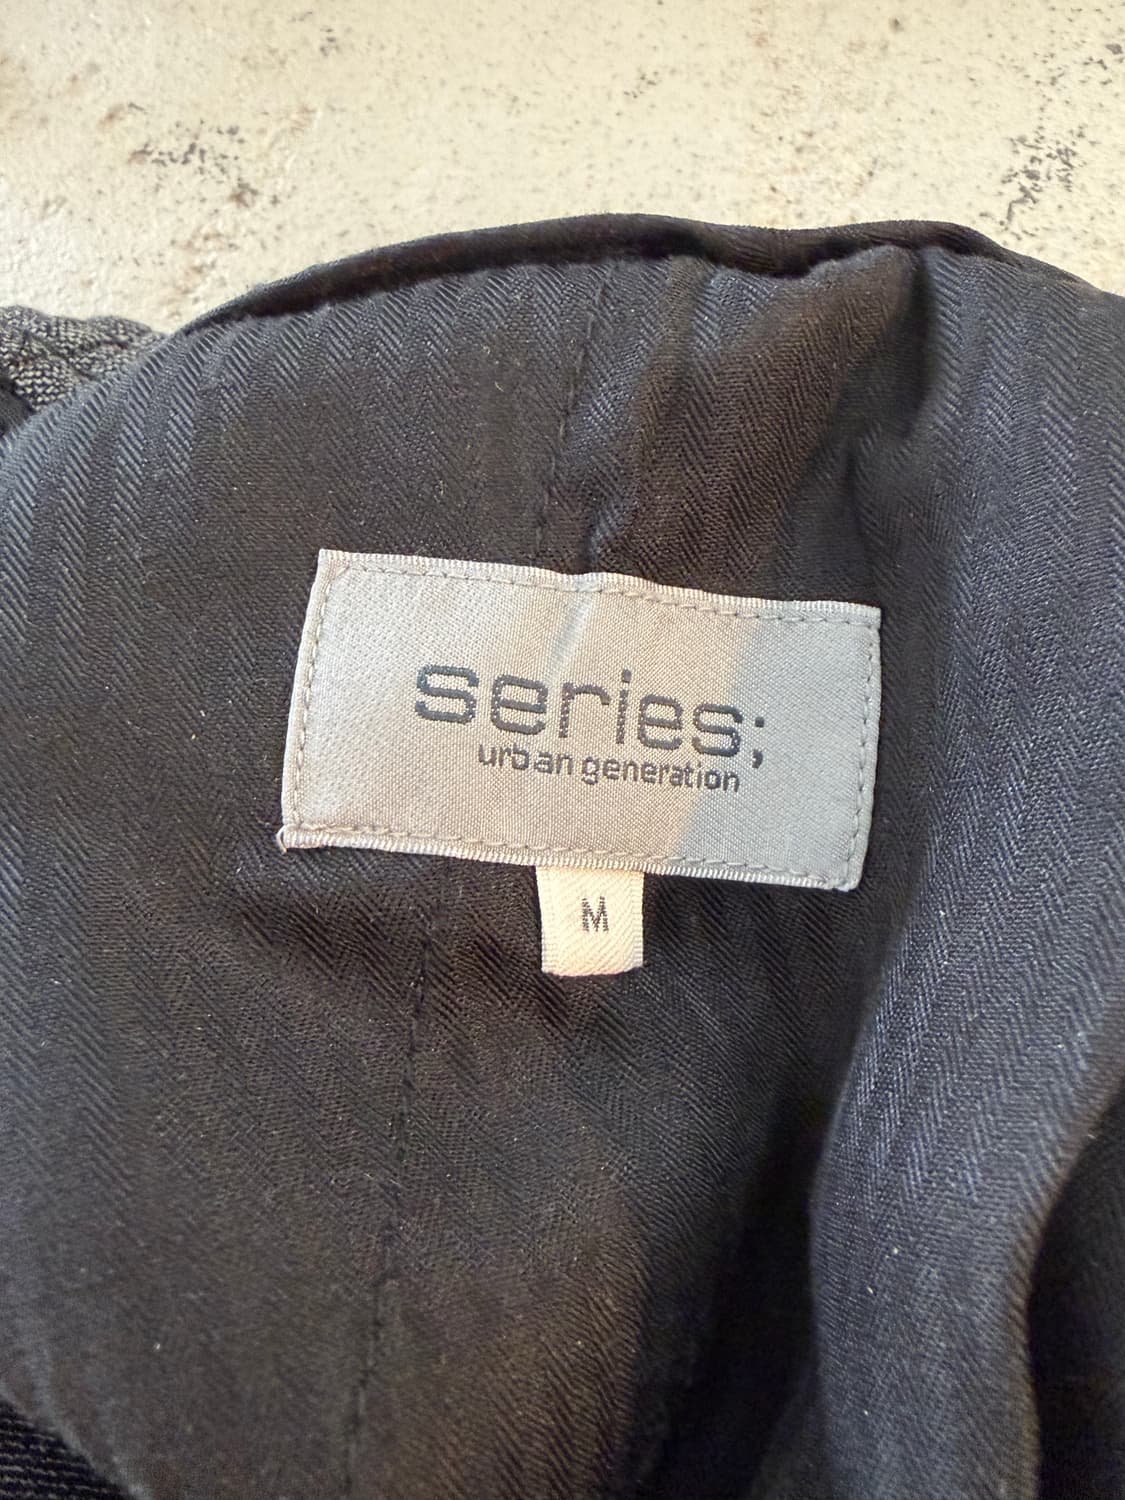 series;
urban generation
M